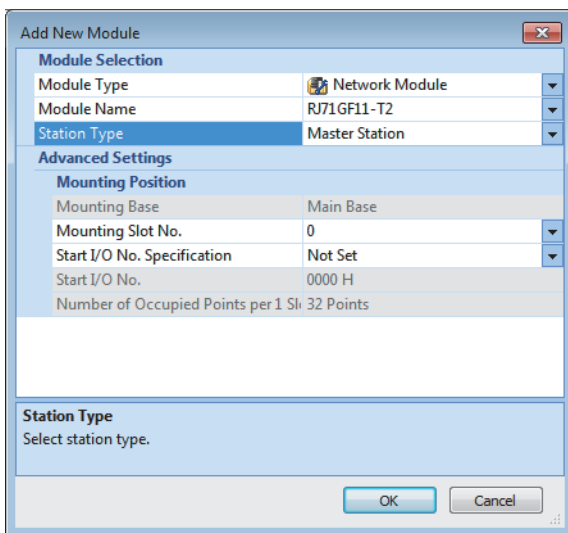 Add New Module
Module Selection
Module Type Network Module
Module Name RJ71GF11-T2
Station Type Master Station
Advanced Settings
Mounting Position
Mounting Base Main Base
Mounting Slot No. 0
Start I/O No. Specification Not Set
Start I/O No. 0000 H
Number of Occupied Points per 1 Sl 32 Points
Station Type
Select station type.
OK Cancel